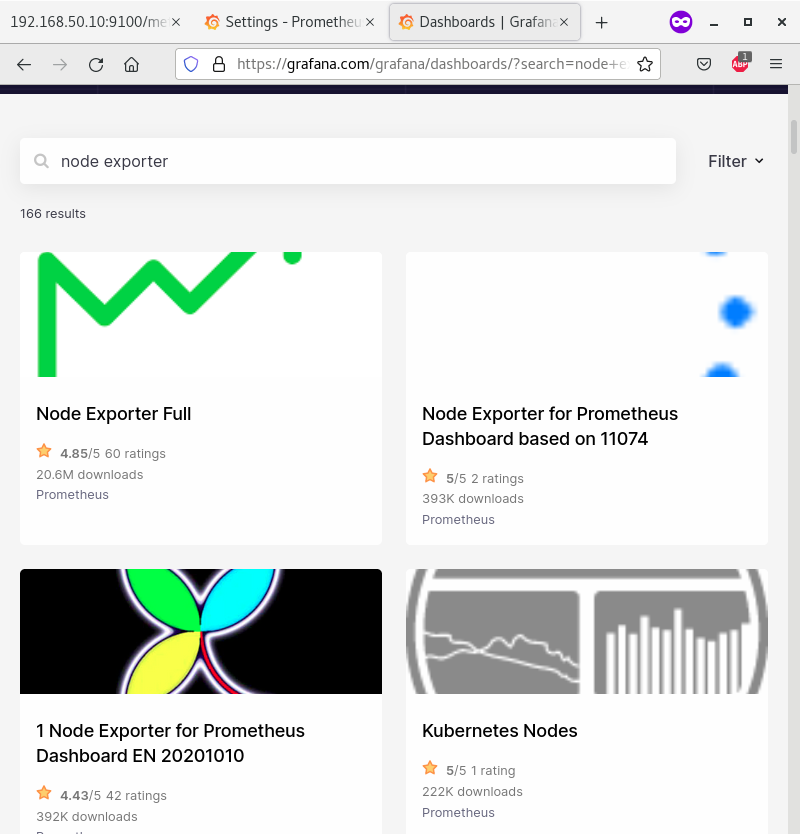 192.168.50.10:9100/me
Settings - Prometheu
Dashboards | Grafana
https://grafana.com/grafana/dashboards/?search=node+e
ABP
1
node exporter
Filter
166 results
Node Exporter Full
4.85/5 60 ratings
20.6M downloads
Prometheus
Node Exporter for Prometheus
Dashboard based on 11074
5/5 2 ratings
393K downloads
Prometheus
1 Node Exporter for Prometheus
Dashboard EN 20201010
4.43/5 42 ratings
392K downloads
Kubernetes Nodes
5/5 1 rating
222K downloads
Prometheus